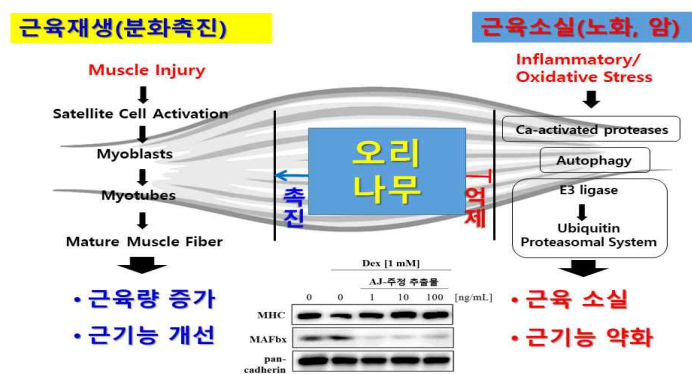 근육재생(분화촉진)
Muscle Injury
Satellite Cell Activation
Myoblasts
Myotubes
Mature Muscle Fiber
• 근육량 증가
• 근기능 개선
오리
나무
촉진
억제
근육소실(노화, 암)
Inflammatory/
Oxidative Stress
Ca-activated proteases
Autophagy
E3 ligase
Ubiquitin
Proteasomal System
• 근육 소실
• 근기능 약화
Dex [1 mM]
AJ-주정 추출물
0 0 1 10 100 [ng/mL]
MHC
MAFbx
pan-
cadherin